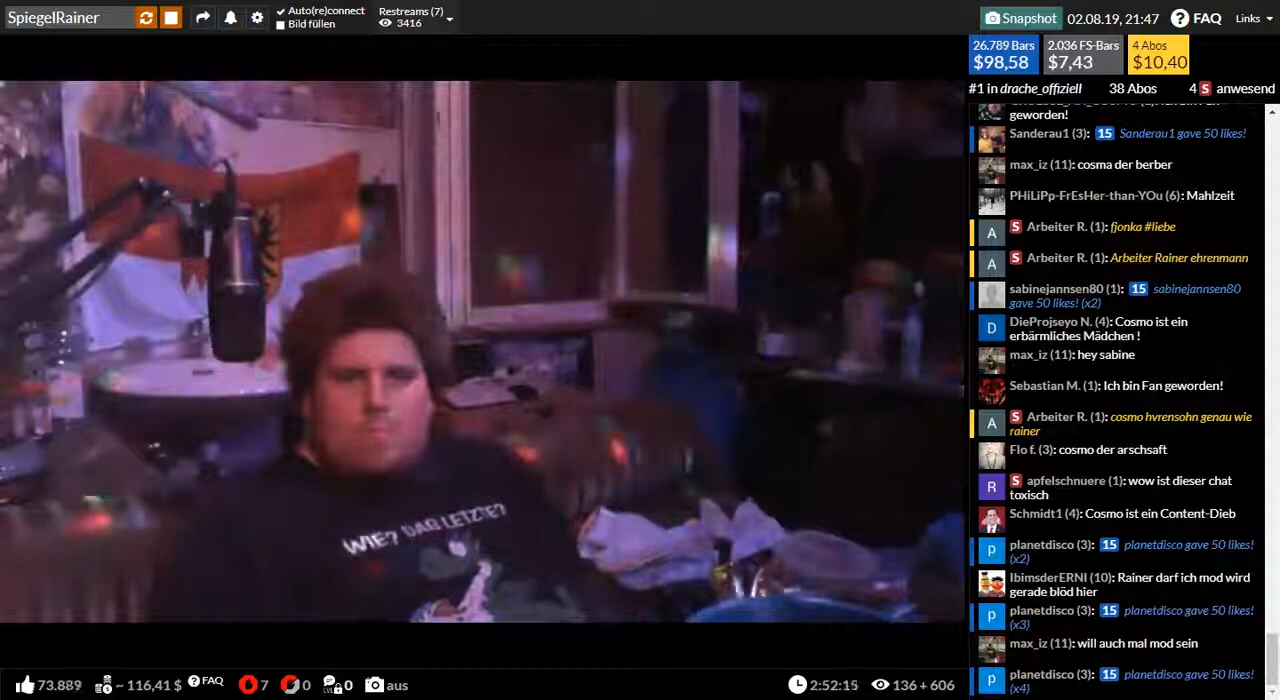 SpiegelRainer
Auto(re)connect
Bild füllen
Restreams (7)
3416
Snapshot
02.08.19, 21:47
? FAQ
Links
26.789 Bars
$98,58
2.036 FS-Bars
$7,43
4 Abos
$10,40
#1 in drache_offiziell
38 Abos
4 S anwesend
geworden!
Sanderau1 (3): 15 Sanderau1 gave 50 likes!
max_iz (11): cosma der berber
PHiLiPp-FrEsHer-than-YOu (6): Mahlzeit
A S Arbeiter R. (1): fjonka #liebe
A S Arbeiter R. (1): Arbeiter Rainer ehrenmann
sabinejannsen80 (1): 15 sabinejannsen80
gave 50 likes! (x2)
D DieProjseyo N. (4): Cosmo ist ein
erbärmliches Mädchen !
max_iz (11): hey sabine
Sebastian M. (1): Ich bin Fan geworden!
A S Arbeiter R. (1): cosmo hvrensohn genau wie
rainer
Flo f. (3): cosmo der arschsaft
R S apfelschnuere (1): wow ist dieser chat
toxisch
Schmidt1 (4): Cosmo ist ein Content-Dieb
p planetdisco (3): 15 planetdisco gave 50 likes!
(x2)
IbimsderERNI (10): Rainer darf ich mod wird
gerade blöd hier
p planetdisco (3): 15 planetdisco gave 50 likes!
(x3)
max_iz (11): will auch mal mod sein
p planetdisco (3): 15 planetdisco gave 50 likes!
(x4)
WIE? DAS LETZTE?
73.889
~ 116,41 $
? FAQ
7
0
LVL
0
aus
2:52:15
136 + 606